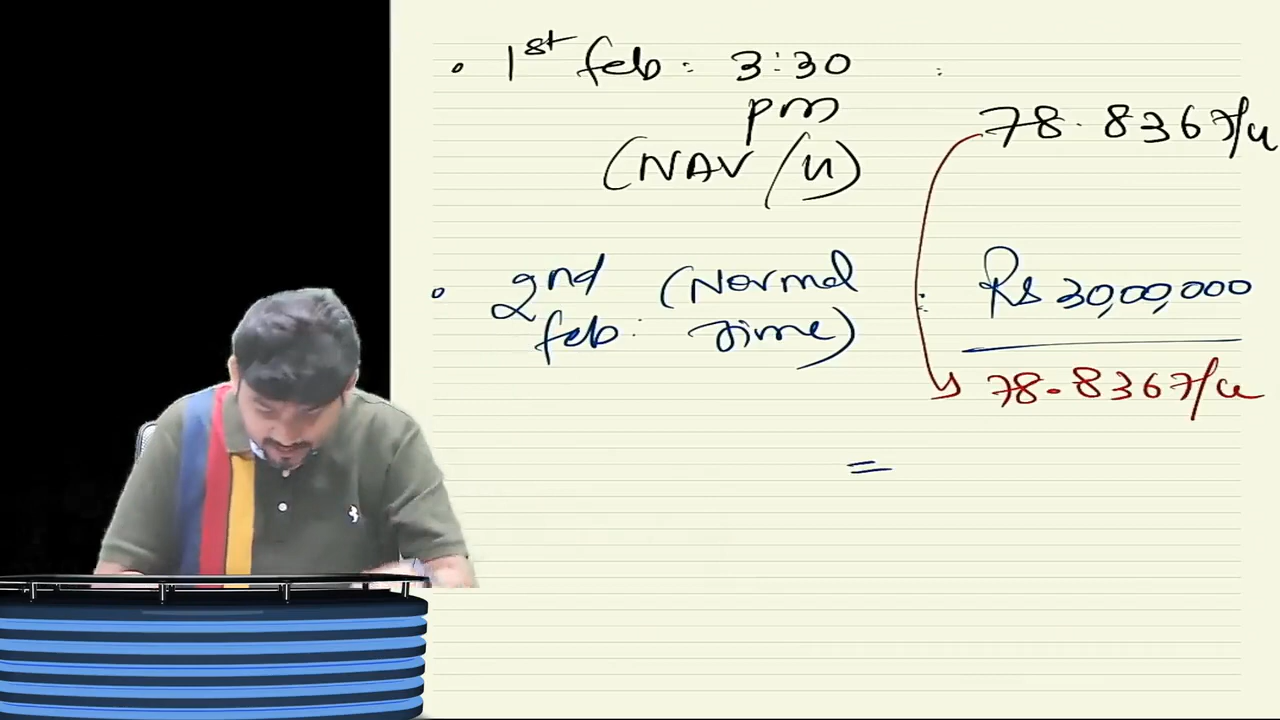 • 1st feb : 3:30 :
pm
78.8367/u
(NAV/u)
• 2nd (Normal : Rs 30,00,000
feb : time)
78.8367/u
=